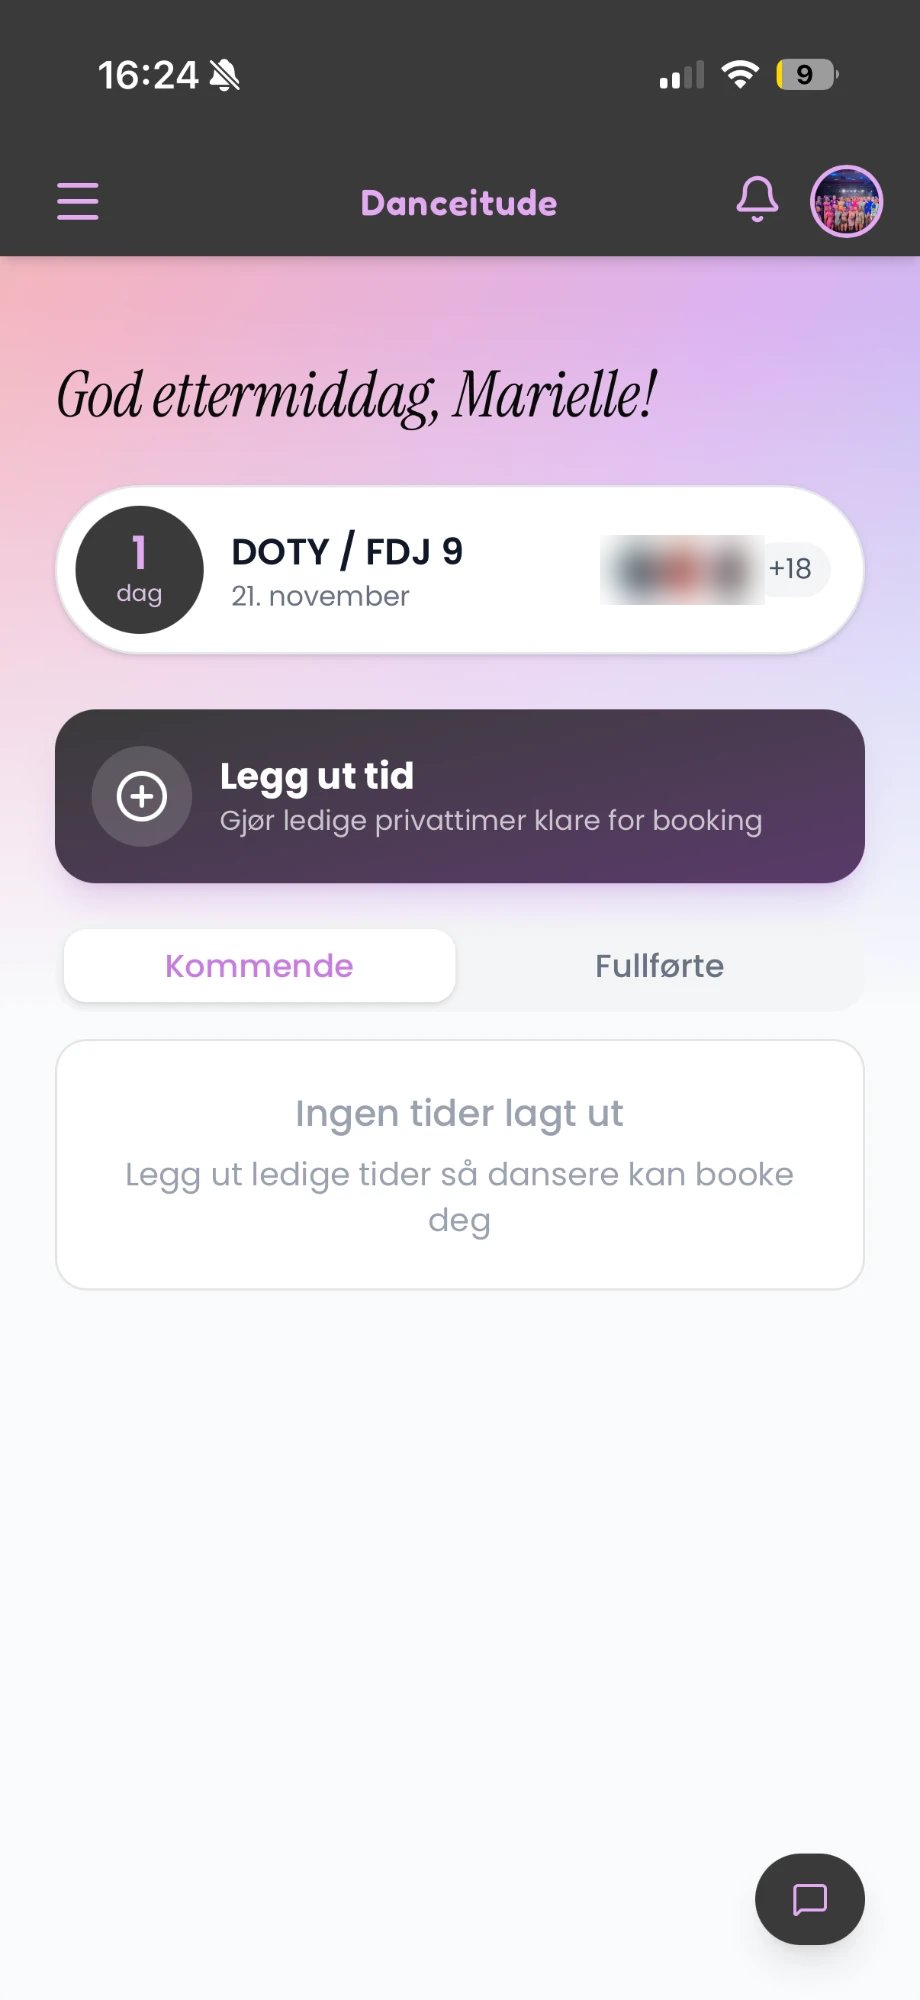 16:24
9
Danceitude
God ettermiddag, Marielle!
1
dag
DOTY / FDJ 9
21. november
+18
Legg ut tid
Gjør ledige privattimer klare for booking
Kommende
Fullførte
Ingen tider lagt ut
Legg ut ledige tider så dansere kan booke
deg